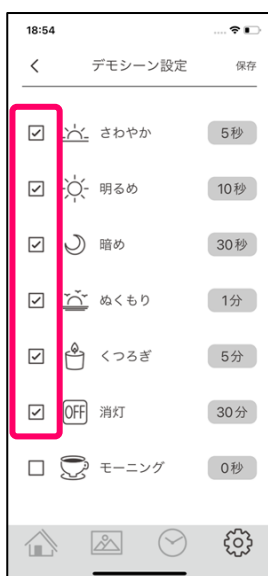 18:54
デモシーン設定 保存
さわやか 5秒
明るめ 10秒
暗め 30秒
ぬくもり 1分
くつろぎ 5分
OFF 消灯 30分
モーニング 0秒